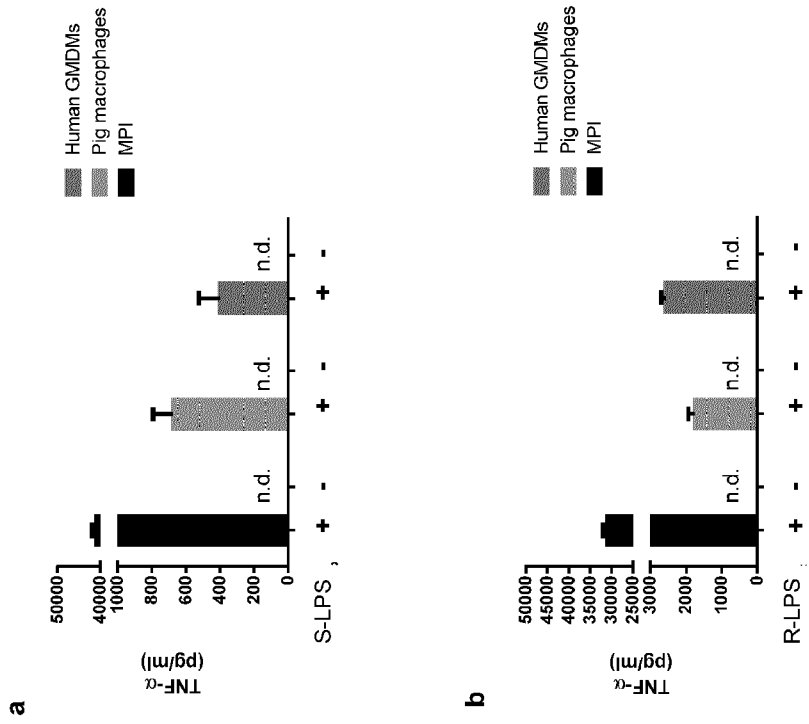 a
Human GMDMs
Pig macrophages
MPI
TNF-α
(pg/ml)
50000
40000
1000
800
600
400
200
0
n.d.
n.d.
n.d.
S-LPS + - + - + -
b
Human GMDMs
Pig macrophages
MPI
TNF-α
(pg/ml)
50000
45000
40000
35000
30000
25000
3000
2000
1000
0
n.d.
n.d.
n.d.
R-LPS + - + - + -